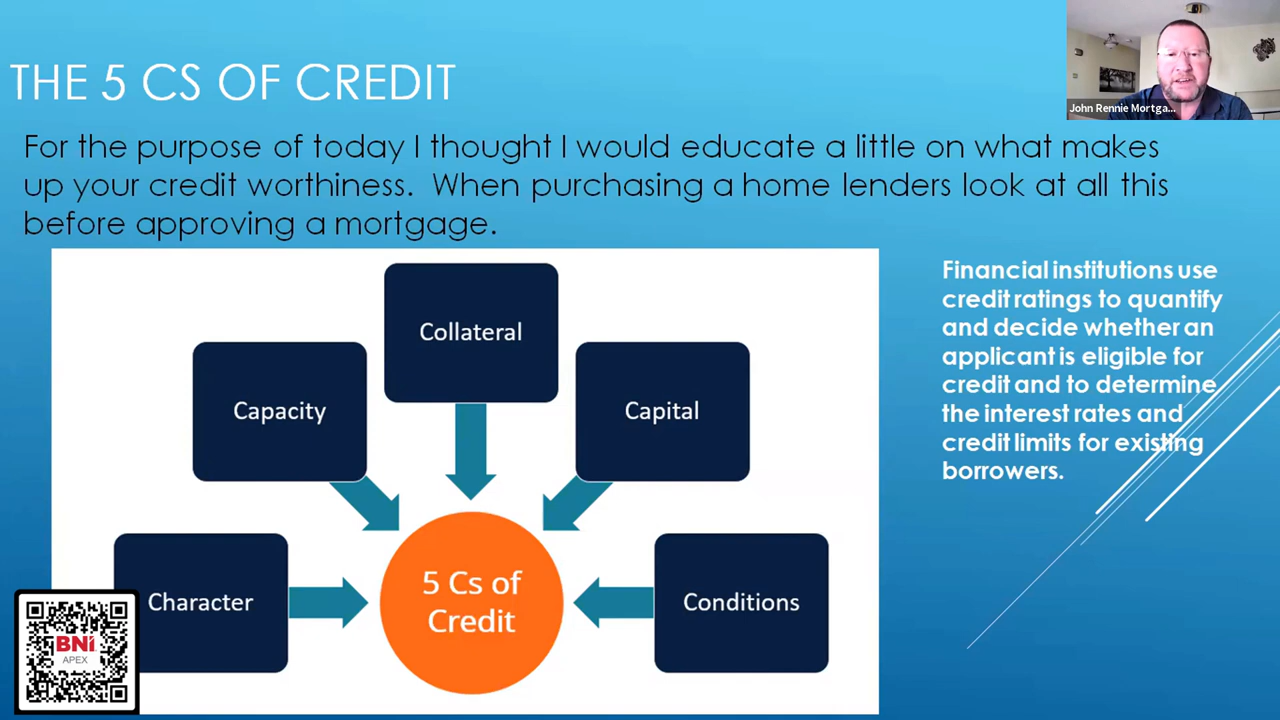 THE 5 CS OF CREDIT
John Rennie Mortga...
For the purpose of today I thought I would educate a little on what makes
up your credit worthiness. When purchasing a home lenders look at all this
before approving a mortgage.
Financial institutions use
credit ratings to quantify
and decide whether an
applicant is eligible for
credit and to determine
the interest rates and
credit limits for existing
borrowers.
Collateral
Capacity
Capital
Character
5 Cs of
Credit
Conditions
BNI
APEX